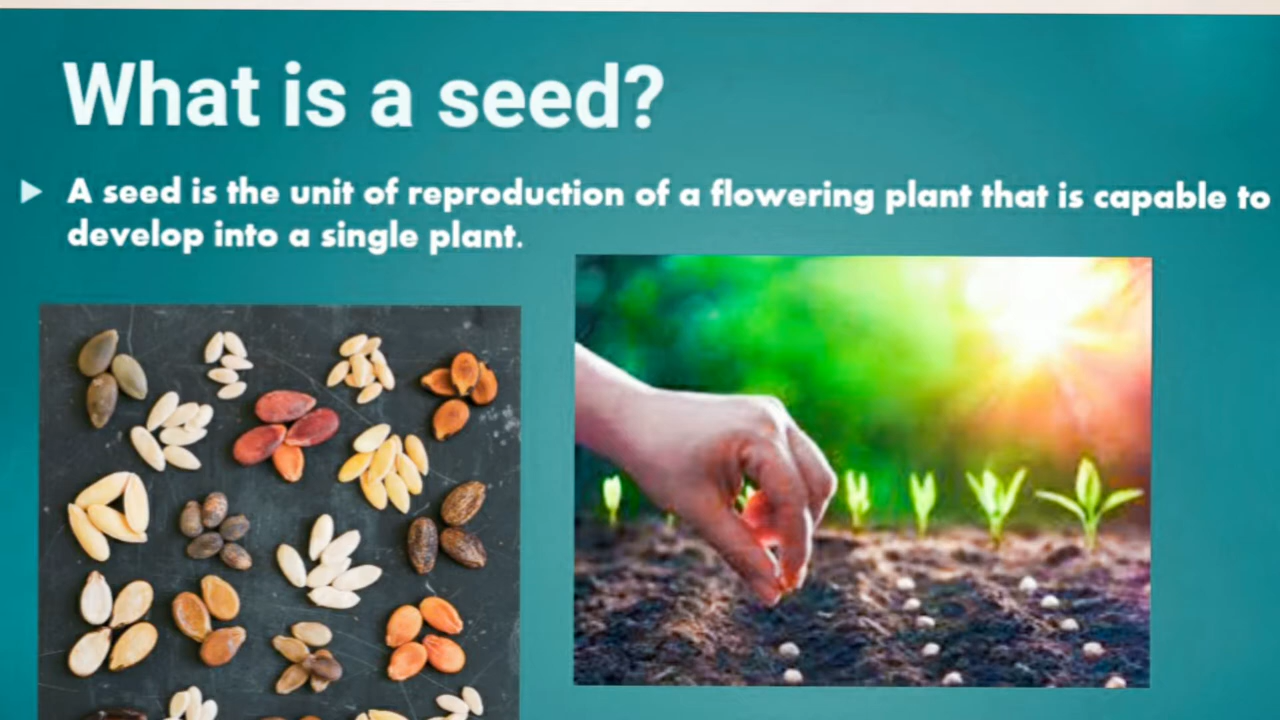 What is a seed?
A seed is the unit of reproduction of a flowering plant that is capable to
develop into a single plant.